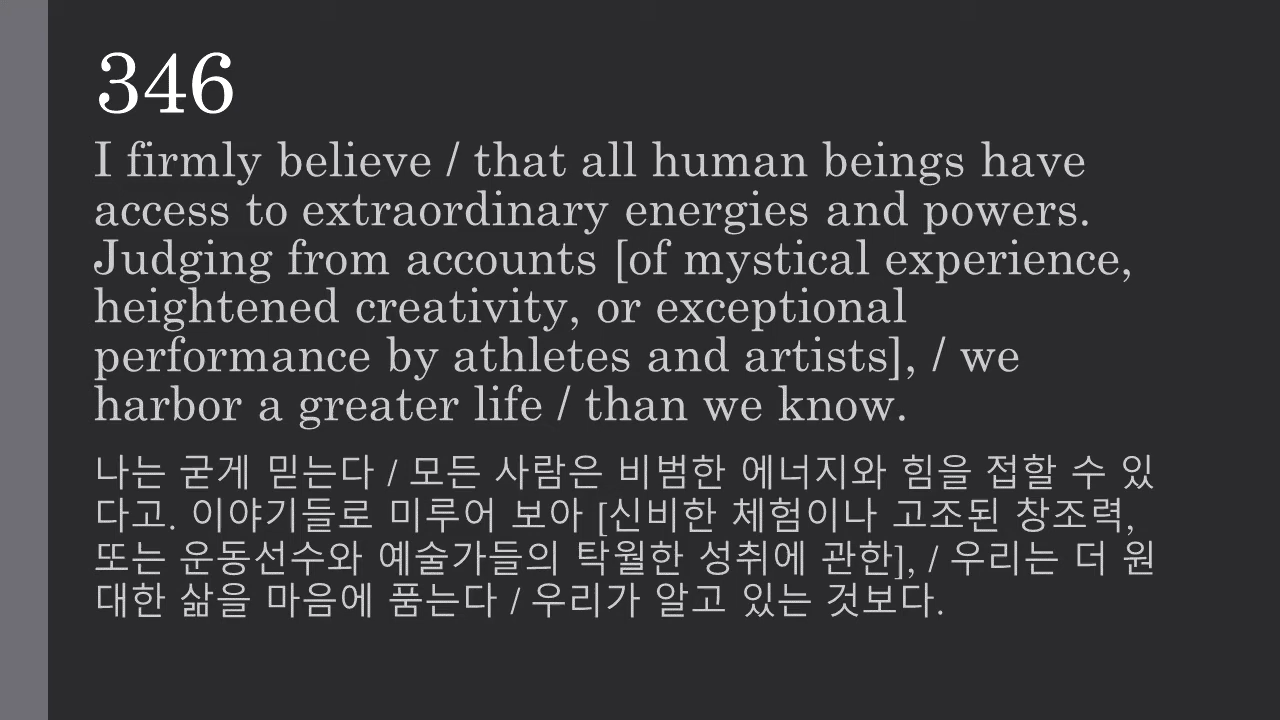 346
I firmly believe / that all human beings have
access to extraordinary energies and powers.
Judging from accounts [of mystical experience,
heightened creativity, or exceptional
performance by athletes and artists], / we
harbor a greater life / than we know.
나는 굳게 믿는다 / 모든 사람은 비범한 에너지와 힘을 접할 수 있
다고. 이야기들로 미루어 보아 [신비한 체험이나 고조된 창조력,
또는 운동선수와 예술가들의 탁월한 성취에 관한], / 우리는 더 원
대한 삶을 마음에 품는다 / 우리가 알고 있는 것보다.